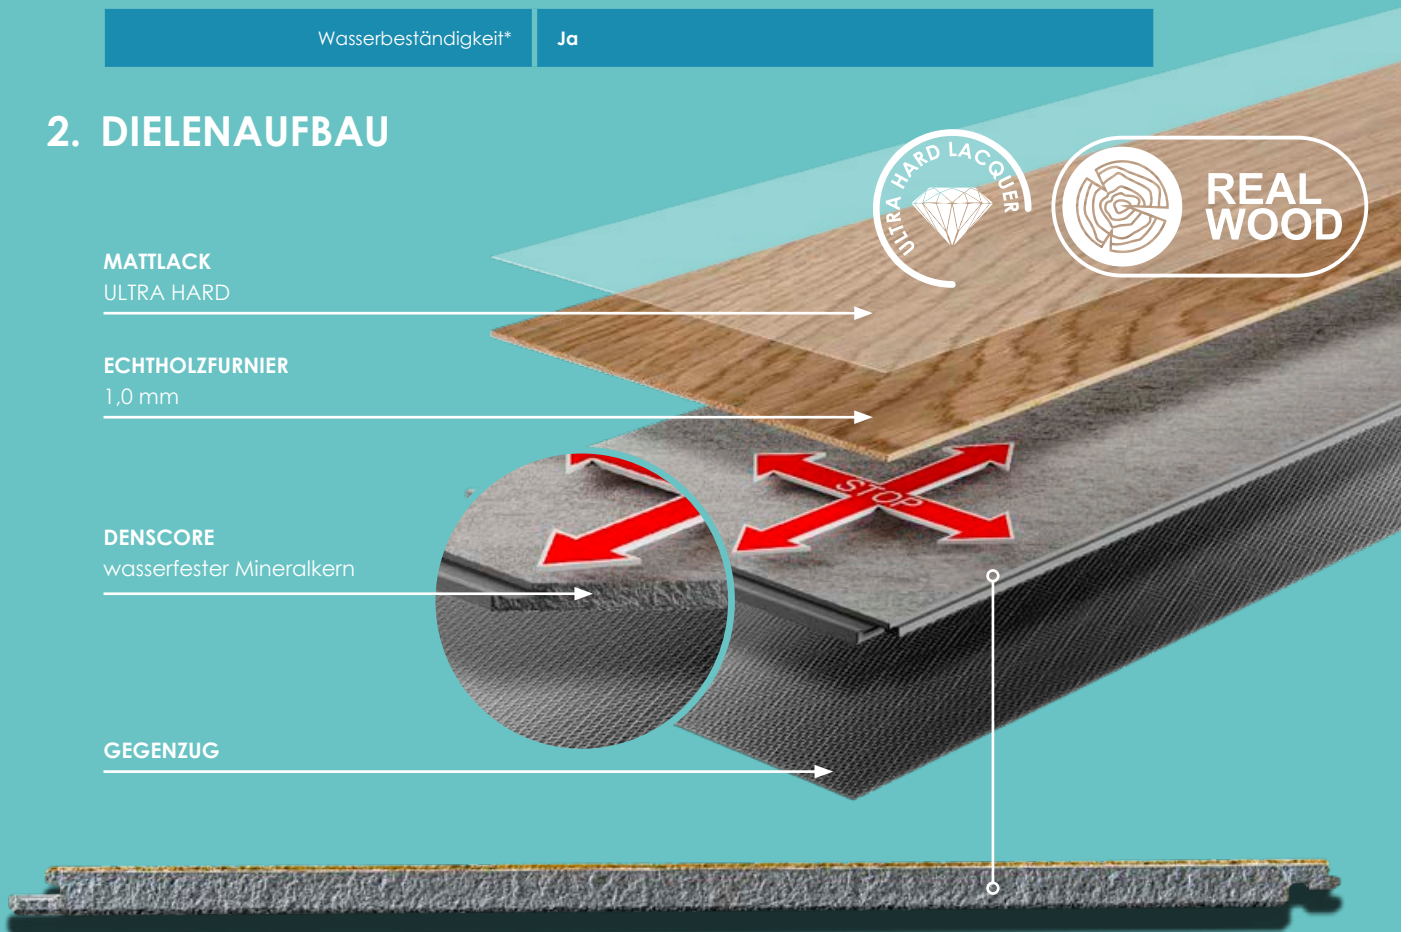 Wasserbeständigkeit* Ja
2. DIELENAUFBAU
ULTRA HARD LACQUER
REAL
WOOD
MATTLACK
ULTRA HARD
ECHTHOLZFURNIER
1,0 mm
STOP
DENSCORE
wasserfester Mineralkern
GEGENZUG